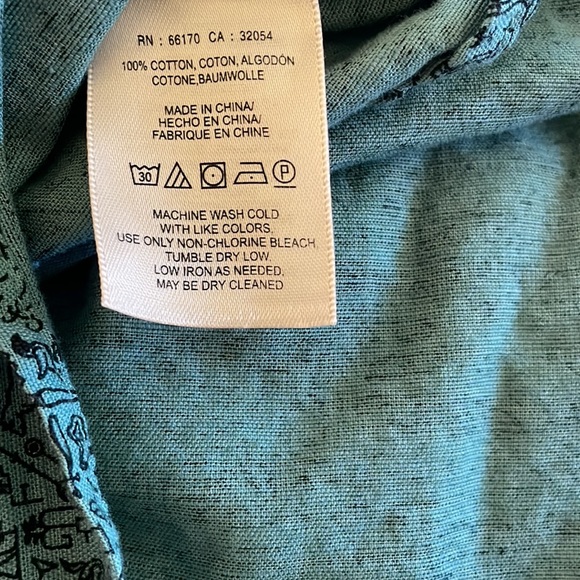 RN : 66170 CA : 32054
100% COTTON, COTON, ALGODÓN
COTONE,BAUMWOLLE
MADE IN CHINA/
HECHO EN CHINA/
FABRIQUE EN CHINE
30 P
MACHINE WASH COLD
WITH LIKE COLORS,
USE ONLY NON-CHLORINE BLEACH,
TUMBLE DRY LOW.
LOW IRON AS NEEDED.
MAY BE DRY CLEANED